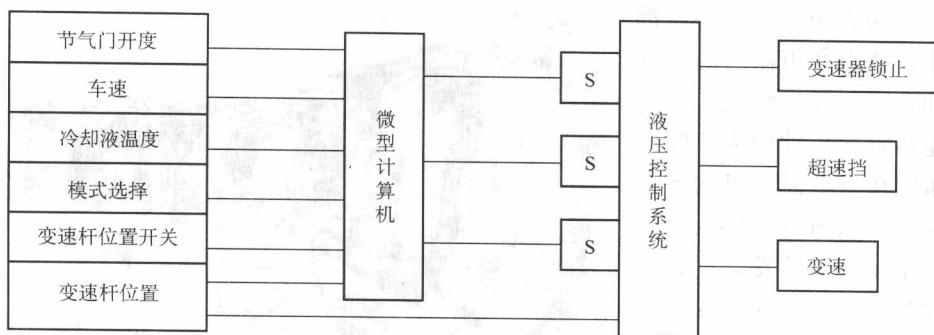 节气门开度
车速
冷却液温度
模式选择
变速杆位置开关
变速杆位置
微型计算机
S
S
S
液压控制系统
变速器锁止
超速挡
变速